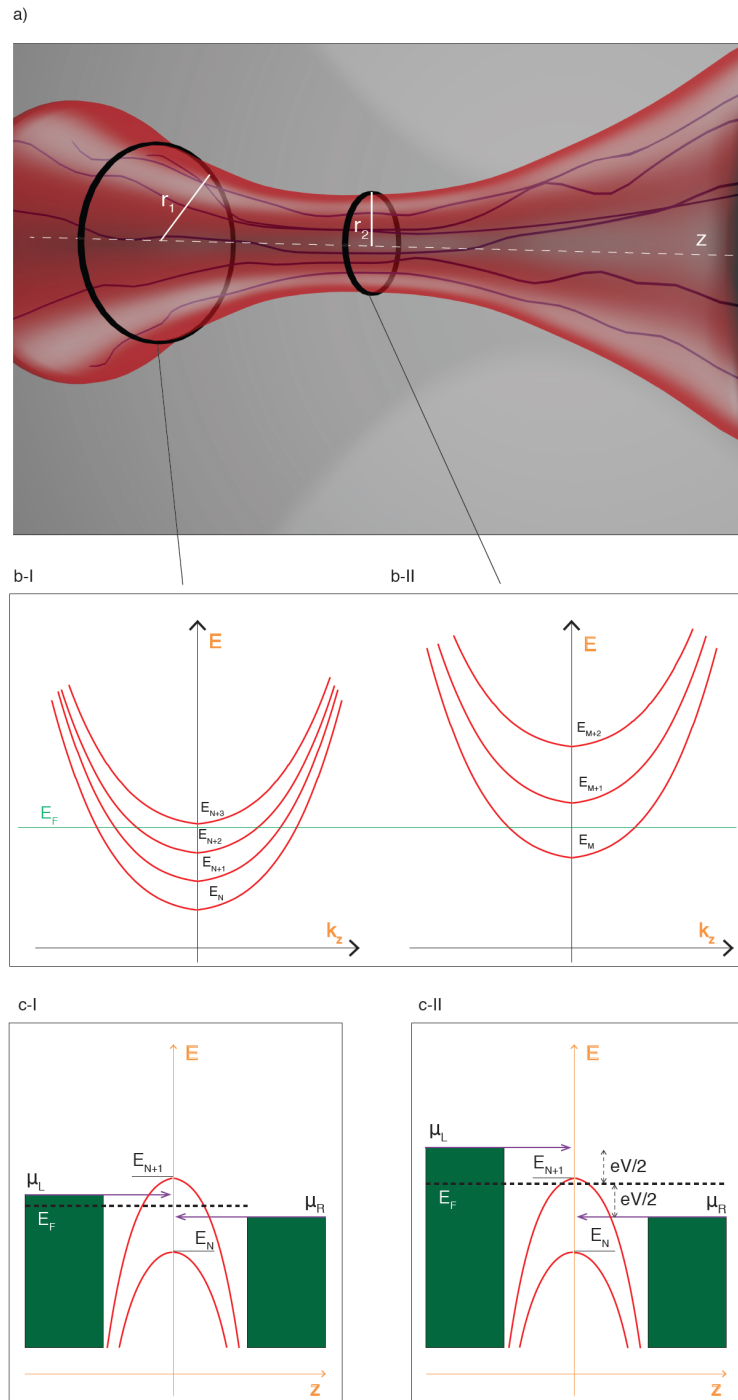 a)
r1
r2
z
b-I
b-II
E
E
EM+2
EN+3
EM+1
EF
EN+2
EM
EN+1
EN
kz
kz
c-I
c-II
E
E
μL
EN+1
eV/2
μL
EN+1
EF
eV/2
EF
μR
μR
EN
EN
z
z